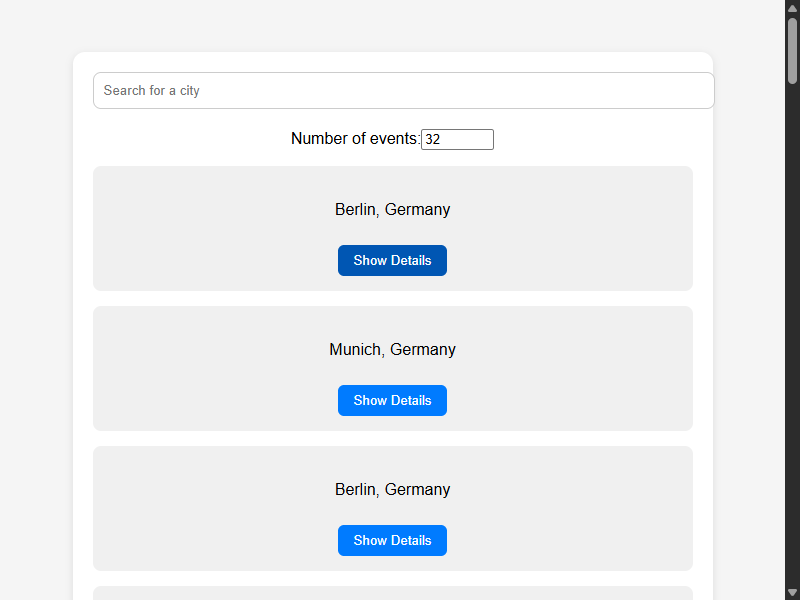 Search for a city
Number of events: 32
Berlin, Germany
Show Details
Munich, Germany
Show Details
Berlin, Germany
Show Details